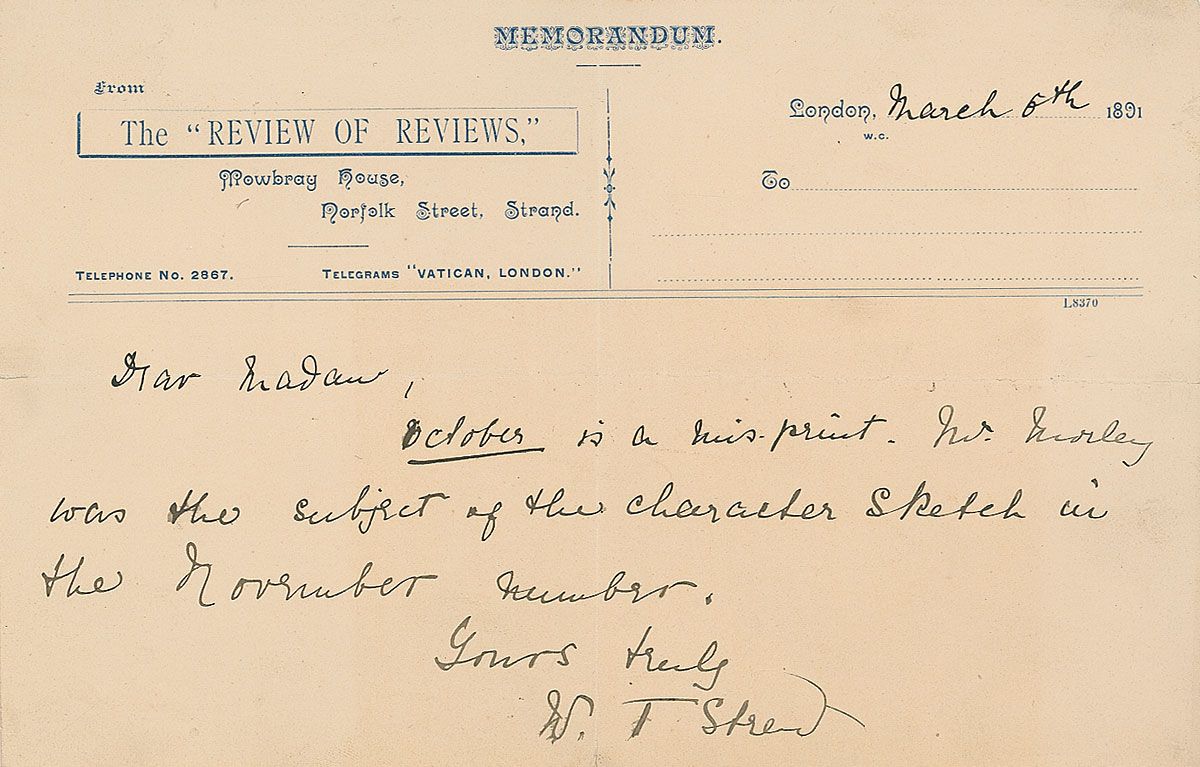 MEMORANDUM.
From
The "REVIEW OF REVIEWS,"
Mowbray House,
Norfolk Street, Strand.
TELEPHONE No. 2867. TELEGRAMS "VATICAN, LONDON."
London, March 5th 1891
W.C.
To
L8370
Dear Madam,
October is a mis-print. Mr. Morley
was the subject of the character sketch in
the November number.
Yours truly
W. T Stead